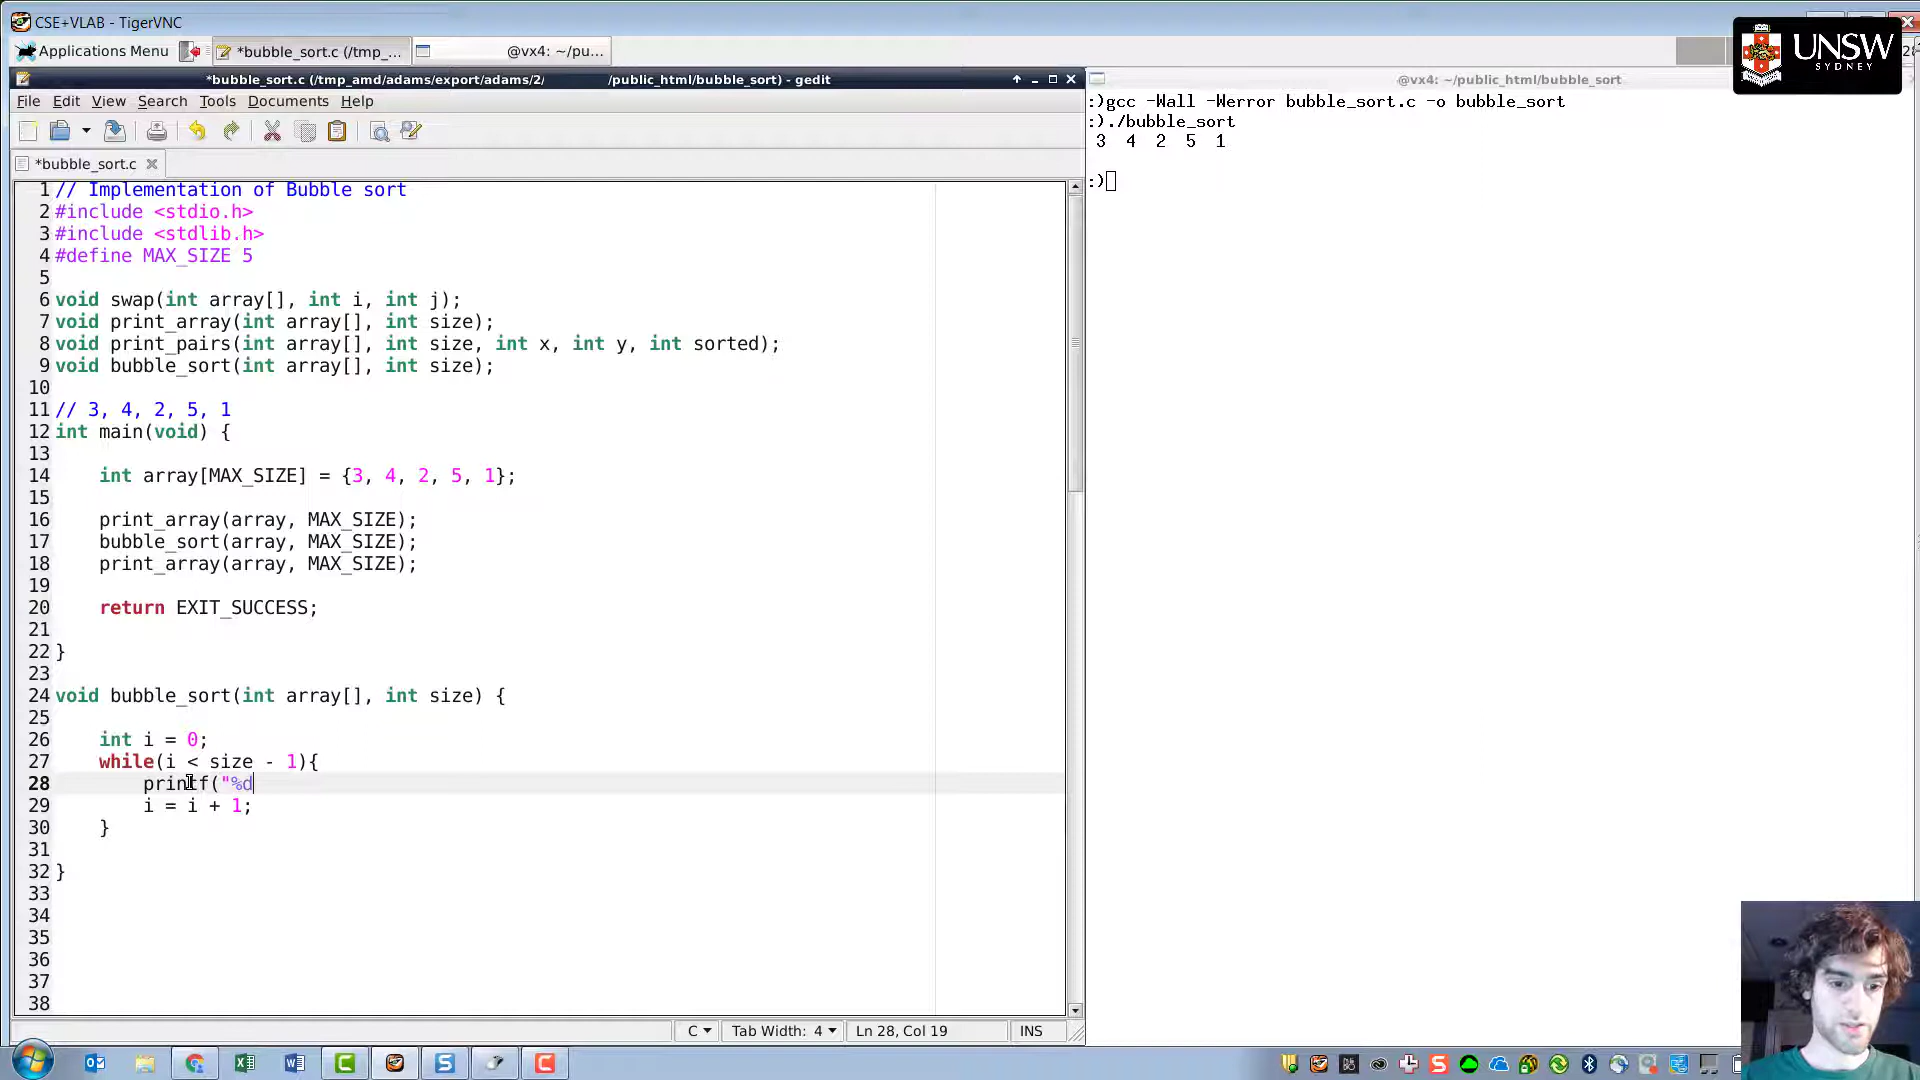 CSE+VLAB - TigerVNC
Applications Menu
*bubble_sort.c (/tmp_...
@vx4: ~/pu...
UNSW
SYDNEY
*bubble_sort.c (/tmp_amd/adams/export/adams/2/ /public_html/bubble_sort) - gedit
@vx4: ~/public_html/bubble_sort
File Edit View Search Tools Documents Help
*bubble_sort.c
1 // Implementation of Bubble sort
2 #include <stdio.h>
3 #include <stdlib.h>
4 #define MAX_SIZE 5
5
6 void swap(int array[], int i, int j);
7 void print_array(int array[], int size);
8 void print_pairs(int array[], int size, int x, int y, int sorted);
9 void bubble_sort(int array[], int size);
10
11 // 3, 4, 2, 5, 1
12 int main(void) {
13
14 int array[MAX_SIZE] = {3, 4, 2, 5, 1};
15
16 print_array(array, MAX_SIZE);
17 bubble_sort(array, MAX_SIZE);
18 print_array(array, MAX_SIZE);
19
20 return EXIT_SUCCESS;
21
22 }
23
24 void bubble_sort(int array[], int size) {
25
26 int i = 0;
27 while(i < size - 1){
28 printf("%d
29 i = i + 1;
30 }
31
32 }
33
34
35
36
37
38
C Tab Width: 4 Ln 28, Col 19 INS
:)gcc -Wall -Werror bubble_sort.c -o bubble_sort
:)./bubble_sort
3 4 2 5 1
:)